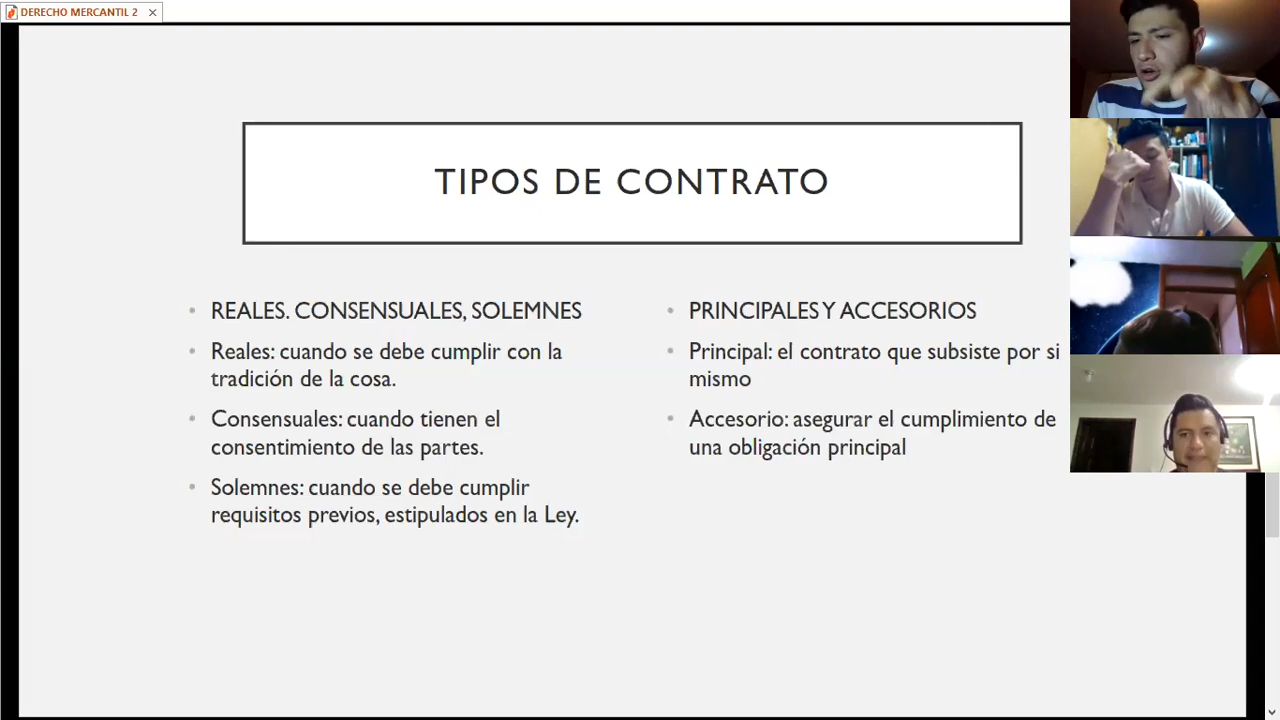 DERECHO MERCANTIL 2
TIPOS DE CONTRATO
REALES. CONSENSUALES, SOLEMNES
Reales: cuando se debe cumplir con la
tradición de la cosa.
Consensuales: cuando tienen el
consentimiento de las partes.
Solemnes: cuando se debe cumplir
requisitos previos, estipulados en la Ley.
PRINCIPALES Y ACCESORIOS
Principal: el contrato que subsiste por si
mismo
Accesorio: asegurar el cumplimiento de
una obligación principal